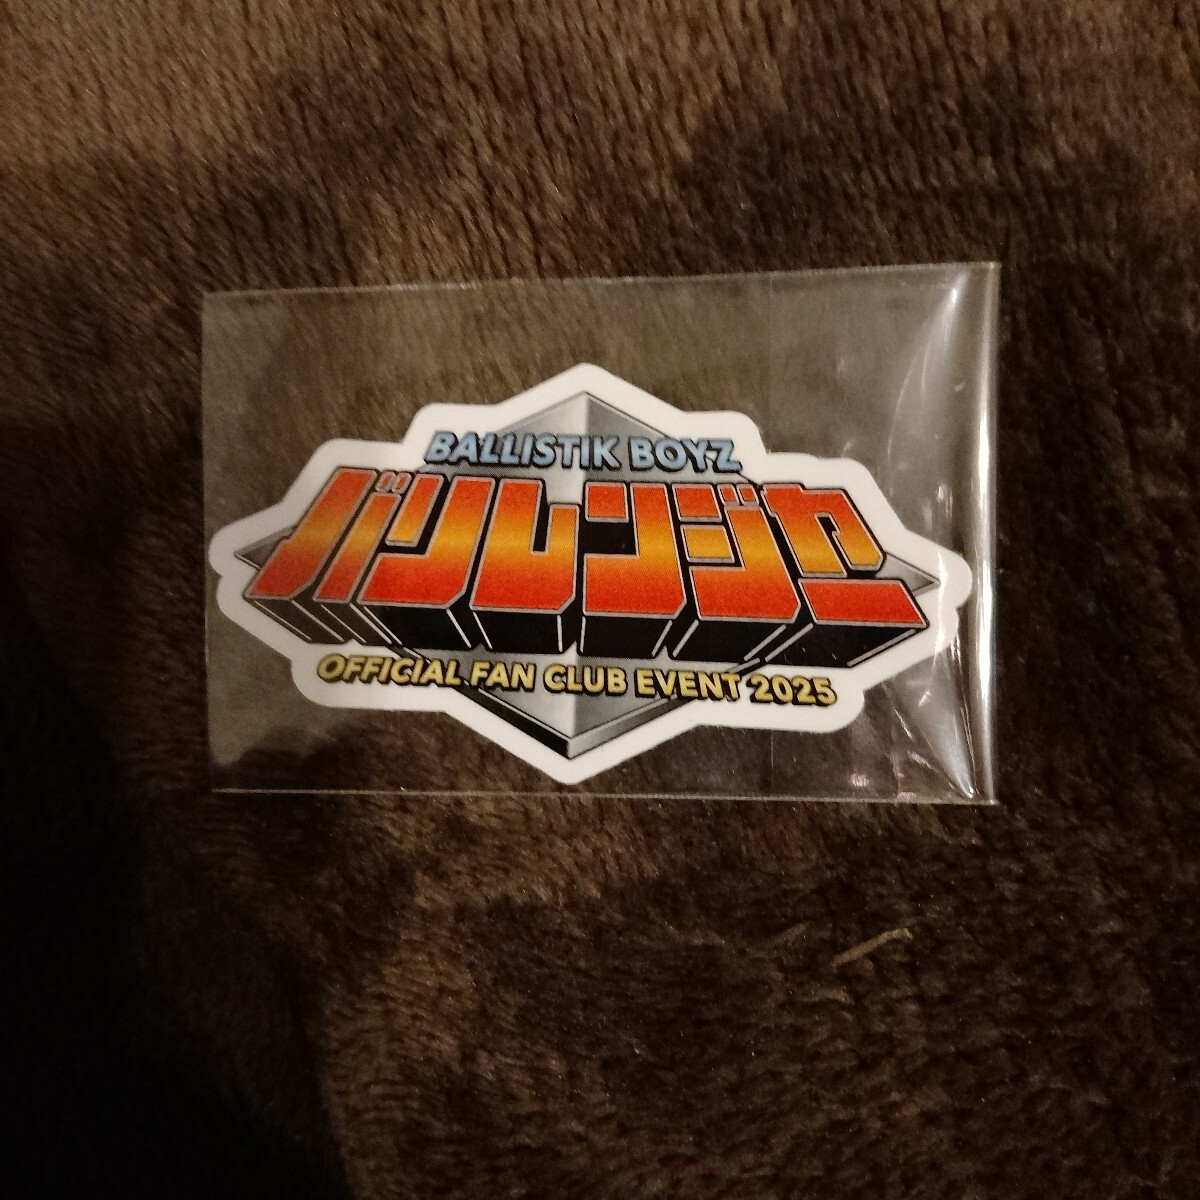 BALLISTIK BOYZ
バリレンジャー
OFFICIAL FAN CLUB EVENT 2025